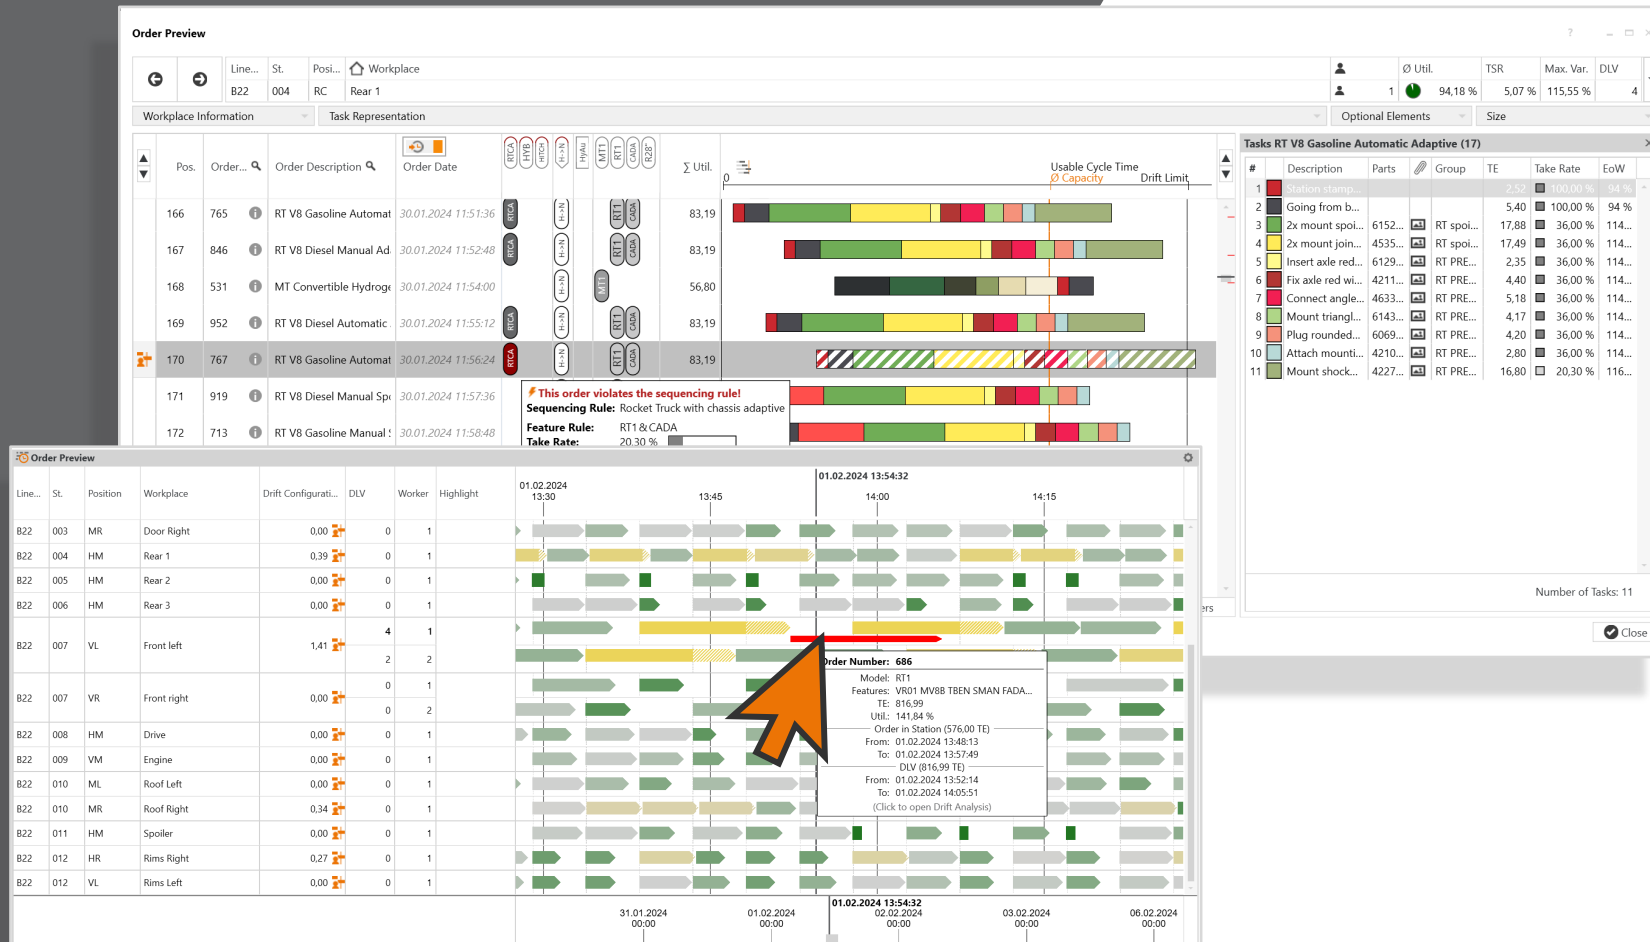 Order Preview
Line... St. Posi... Workplace Ø Util. TSR Max. Var. DLV
B22 004 RC Rear 1 1 94,18 % 5,07 % 115,55 % 4
Workplace Information Task Representation Optional Elements Size
Pos. Order... Order Description Order Date RTCA HYB HITCH H->N HyAu MT1 RT1 CADA R28" ∑ Util. 0 Usable Cycle Time
Ø Capacity Drift Limit
166 765 RT V8 Gasoline Automat 30.01.2024 11:51:36 RTCA H->N RT1 CADA 83,19
167 846 RT V8 Diesel Manual Ad 30.01.2024 11:52:48 RTCA H->N RT1 CADA 83,19
168 531 MT Convertible Hydroge 30.01.2024 11:54:00 H->N MT1 56,80
169 952 RT V8 Diesel Automatic 30.01.2024 11:55:12 RTCA H->N RT1 CADA 83,19
170 767 RT V8 Gasoline Automat 30.01.2024 11:56:24 RTCA H->N RT1 CADA 83,19
171 919 RT V8 Diesel Manual Spo 30.01.2024 11:57:36
172 713 RT V8 Gasoline Manual 30.01.2024 11:58:48
This order violates the sequencing rule!
Sequencing Rule: Rocket Truck with chassis adaptive
Feature Rule: RT1 & CADA
Take Rate: 20.30 %
Tasks RT V8 Gasoline Automatic Adaptive (17)
# Description Parts Group TE Take Rate EoW
1 Station stamp... 2,52 100,00 % 94 %
2 Going from b... 5,40 100,00 % 94 %
3 2x mount spoi... 6152... RT spoi... 17,88 36,00 % 114...
4 2x mount join... 4535... RT spoi... 17,49 36,00 % 114...
5 Insert axle red... 6129... RT PRE... 2,35 36,00 % 114...
6 Fix axle red wi... 4211... RT PRE... 4,40 36,00 % 114...
7 Connect angle... 4633... RT PRE... 5,18 36,00 % 114...
8 Mount triangl... 6143... RT PRE... 4,17 36,00 % 114...
9 Plug rounded... 6069... RT PRE... 4,20 36,00 % 114...
10 Attach mounti... 4210... RT PRE... 2,80 36,00 % 114...
11 Mount shock... 4227... RT PRE... 16,80 20,30 % 116...
Number of Tasks: 11
Close
Order Preview
Line... St. Position Workplace Drift Configurati... DLV Worker Highlight
01.02.2024 13:54:32
01.02.2024
13:30 13:45 14:00 14:15
B22 003 MR Door Right 0,00 0 1
B22 004 HM Rear 1 0,39 0 1
B22 005 HM Rear 2 0,00 0 1
B22 006 HM Rear 3 0,00 0 1
B22 007 VL Front left 1,41 4 1
2 2
B22 007 VR Front right 0,00 0 1
0 2
B22 008 HM Drive 0,00 0 1
B22 009 VM Engine 0,00 0 1
B22 010 ML Roof Left 0,00 0 1
B22 010 MR Roof Right 0,34 0 1
B22 011 HM Spoiler 0,00 0 1
B22 012 HR Rims Right 0,27 0 1
B22 012 VL Rims Left 0,00 0 1
Order Number: 686
Model: RT1
Features: VR01 MV8B TBEN SMAN FADA...
TE: 816,99
Util.: 141,84 %
Order in Station (576,00 TE)
From: 01.02.2024 13:48:13
To: 01.02.2024 13:57:49
DLV (816,99 TE)
From: 01.02.2024 13:52:14
To: 01.02.2024 14:05:51
(Click to open Drift Analysis)
01.02.2024 13:54:32
31.01.2024 01.02.2024 02.02.2024 03.02.2024 06.02.2024
00:00 00:00 00:00 00:00 00:00